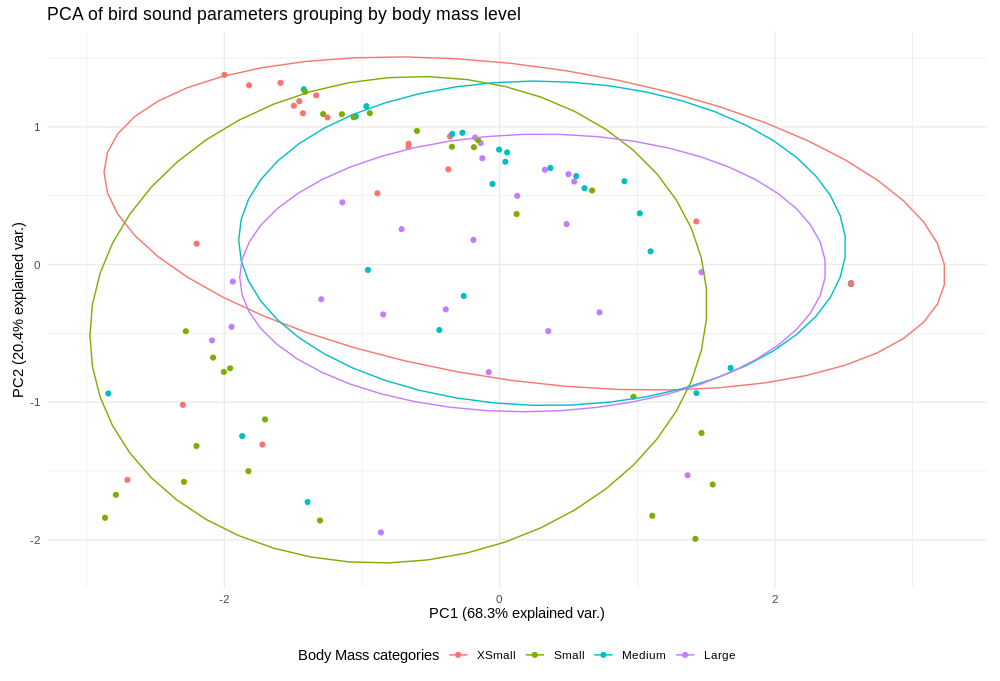 PCA of bird sound parameters grouping by body mass level
PC2 (20.4% explained var.)
1
0
-1
-2
-2 0 2
PC1 (68.3% explained var.)
Body Mass categories XSmall Small Medium Large